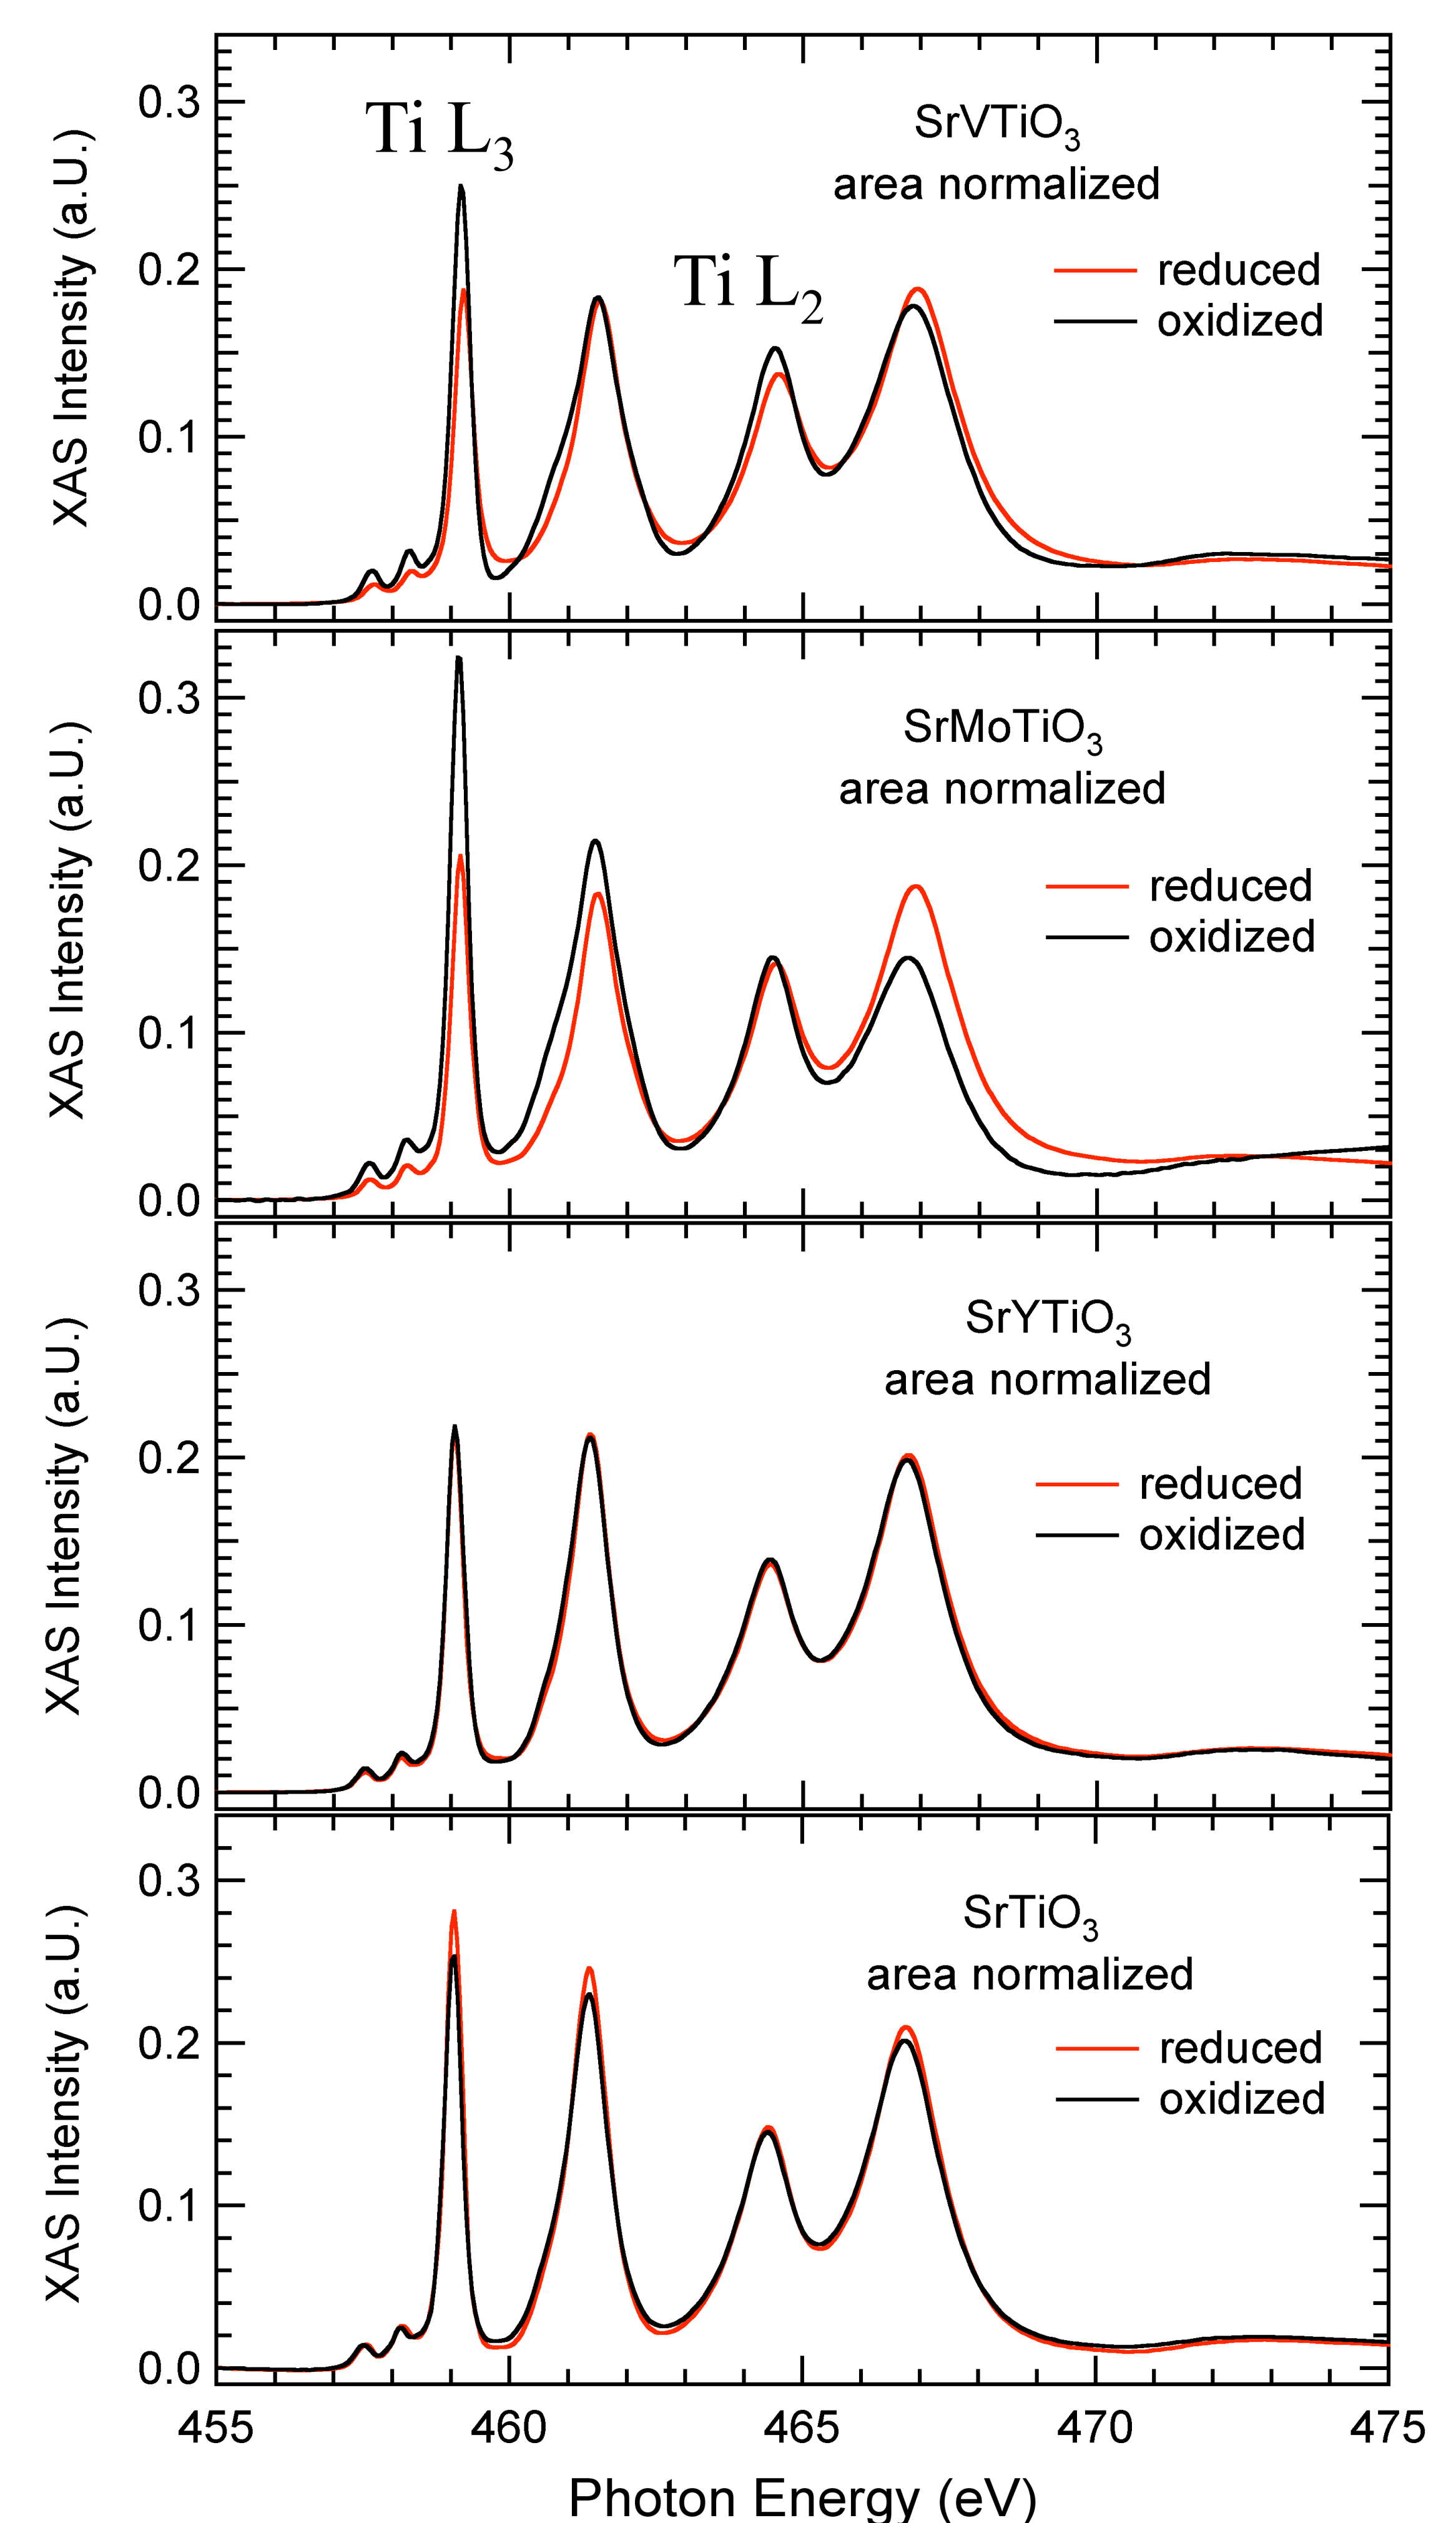 XAS Intensity (a.U.)
0.3
0.2
0.1
0.0
Ti L3
Ti L2
SrVTiO3
area normalized
reduced
oxidized
XAS Intensity (a.U.)
0.3
0.2
0.1
0.0
SrMoTiO3
area normalized
reduced
oxidized
XAS Intensity (a.U.)
0.3
0.2
0.1
0.0
SrYTiO3
area normalized
reduced
oxidized
XAS Intensity (a.U.)
0.3
0.2
0.1
0.0
SrTiO3
area normalized
reduced
oxidized
455 460 465 470 475
Photon Energy (eV)